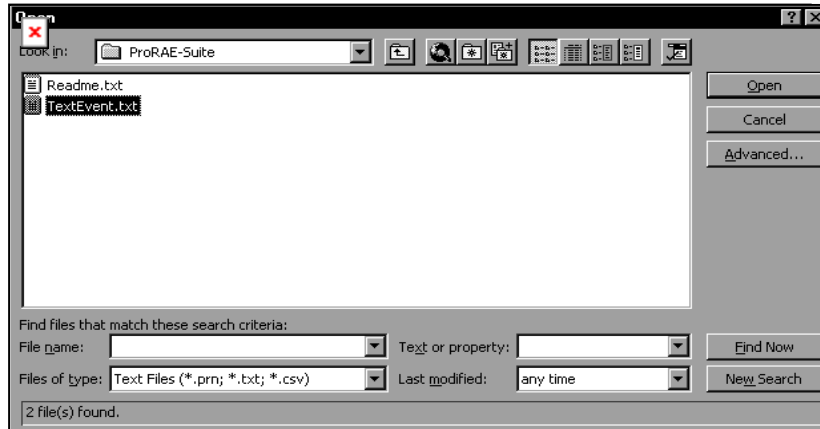 Open
Look in: ProRAE-Suite
Readme.txt
TextEvent.txt
Open
Cancel
Advanced...
Find files that match these search criteria:
File name: Text or property: Find Now
Files of type: Text Files (*.prn; *.txt; *.csv) Last modified: any time New Search
2 file(s) found.